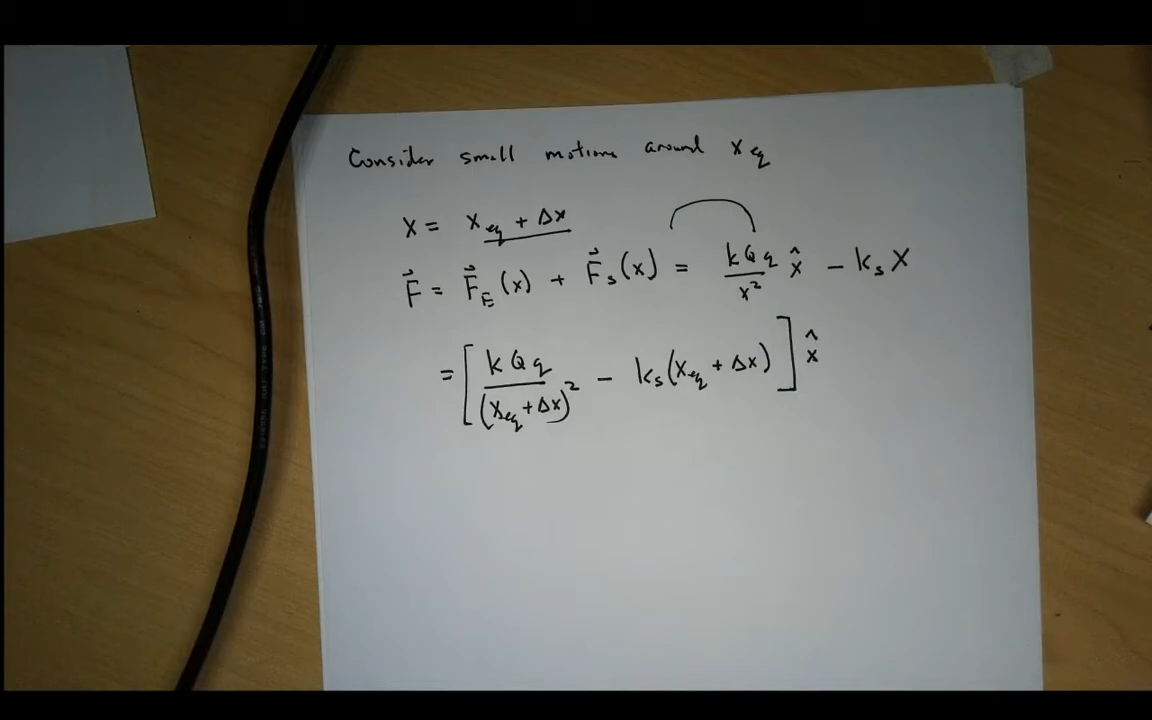 Consider small motions around x_eq
x = x_eq + Δx
F⃗ = F⃗_E(x) + F⃗_s(x) = kQq/x² x̂ − k_s x
= [kQq/(x_eq + Δx)² − k_s(x_eq + Δx)] x̂